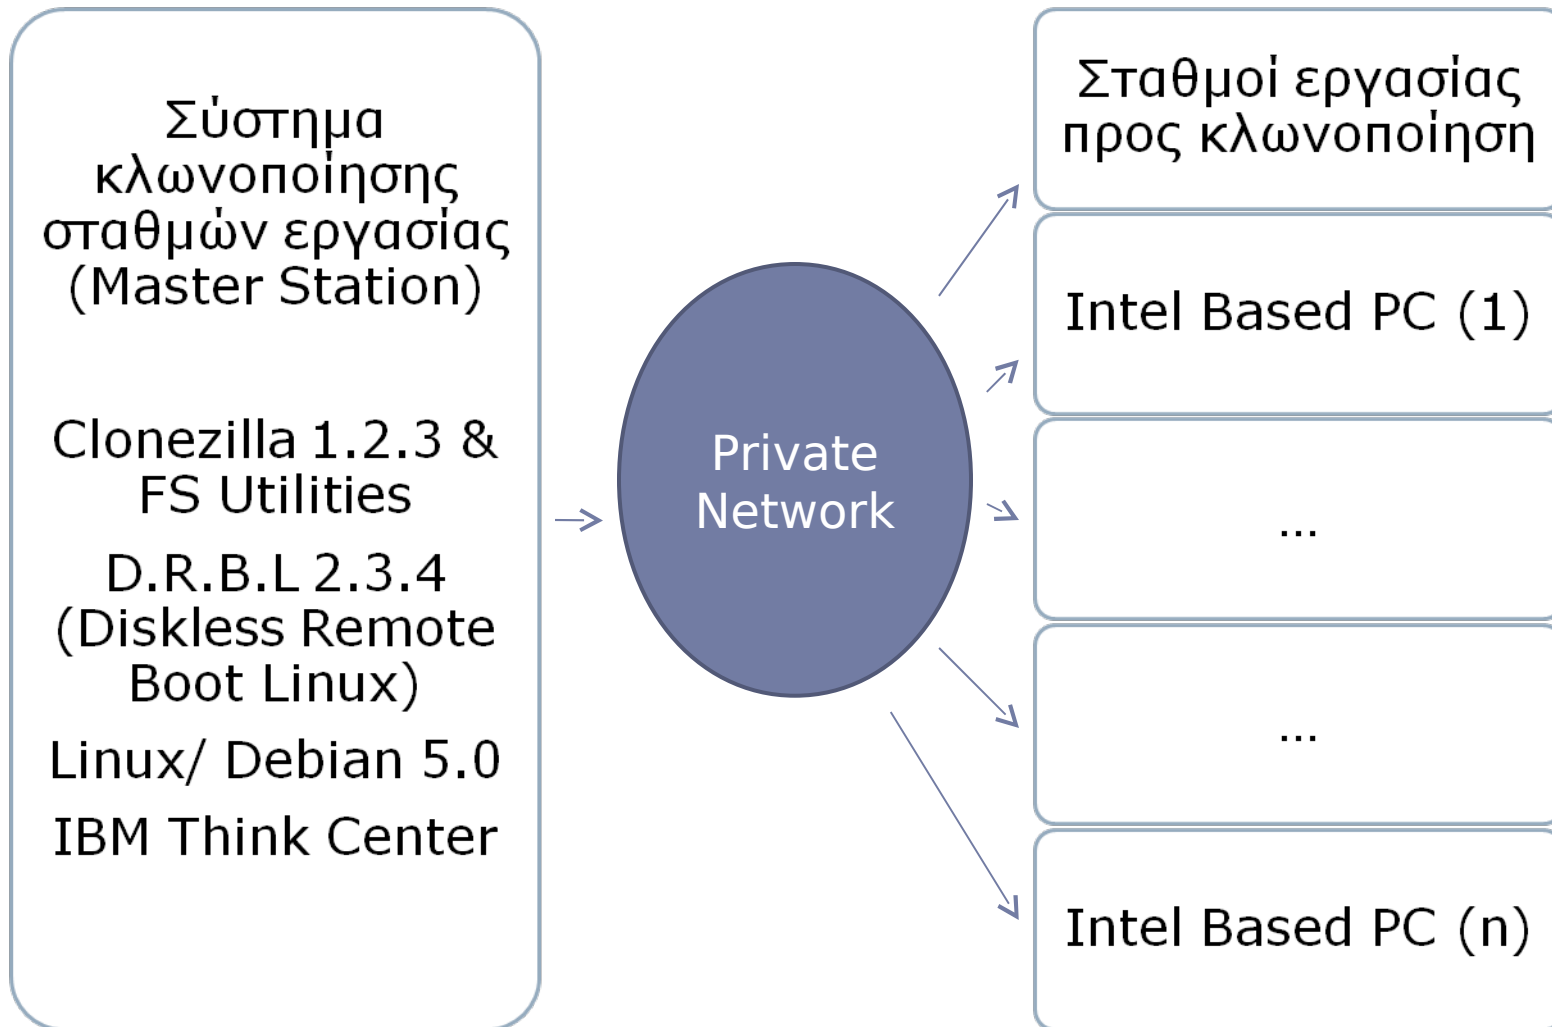 Σύστημα
κλωνοποίησης
σταθμών εργασίας
(Master Station)
Clonezilla 1.2.3 &
FS Utilities
D.R.B.L 2.3.4
(Diskless Remote
Boot Linux)
Linux/ Debian 5.0
IBM Think Center
Private
Network
Σταθμοί εργασίας
προς κλωνοποίηση
Intel Based PC (1)
...
...
Intel Based PC (n)